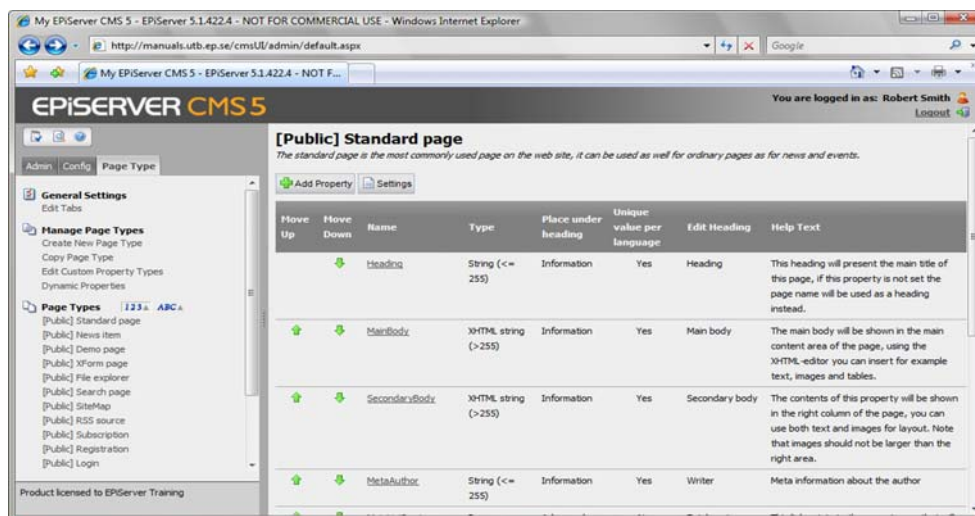 My EPiServer CMS 5 - EPiServer 5.1.422.4 - NOT FOR COMMERCIAL USE - Windows Internet Explorer
http://manuals.utb.ep.se/cmsUI/admin/default.aspx
Google
My EPiServer CMS 5 - EPiServer 5.1.422.4 - NOT F...
EPiSERVER CMS 5
You are logged in as: Robert Smith
Logout
Admin Config Page Type
General Settings
Edit Tabs
Manage Page Types
Create New Page Type
Copy Page Type
Edit Custom Property Types
Dynamic Properties
Page Types 123 ABC
[Public] Standard page
[Public] News item
[Public] Demo page
[Public] XForm page
[Public] File explorer
[Public] Search page
[Public] SiteMap
[Public] RSS source
[Public] Subscription
[Public] Registration
[Public] Login
Product licensed to EPiServer Training
[Public] Standard page
The standard page is the most commonly used page on the web site, it can be used as well for ordinary pages as for news and events.
Add Property Settings
Move Up Move Down Name Type Place under heading Unique value per language Edit Heading Help Text
Heading String (<= 255) Information Yes Heading This heading will present the main title of
this page, if this property is not set the
page name will be used as a heading
instead.
MainBody XHTML string (>255) Information Yes Main body The main body will be shown in the main
content area of the page, using the
XHTML-editor you can insert for example
text, images and tables.
SecondaryBody XHTML string (>255) Information Yes Secondary body The contents of this property will be shown
in the right column of the page, you can
use both text and images for layout. Note
that images should not be larger than the
right area.
MetaAuthor String (<= 255) Information Yes Writer Meta information about the author